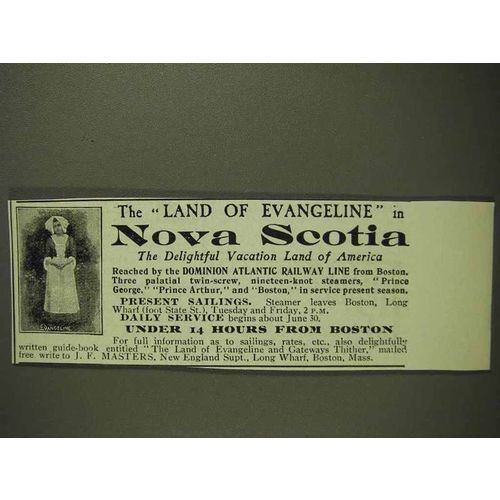 The "LAND OF EVANGELINE" in
Nova Scotia
The Delightful Vacation Land of America
Reached by the DOMINION ATLANTIC RAILWAY LINE from Boston.
Three palatial twin-screw, nineteen-knot steamers, "Prince
George," "Prince Arthur," and "Boston," in service present season.
PRESENT SAILINGS. Steamer leaves Boston, Long
Wharf (foot State St.), Tuesday and Friday, 2 P.M.
DAILY SERVICE begins about June 30.
UNDER 14 HOURS FROM BOSTON
For full information as to sailings, rates, etc., also delightfully
written guide-book entitled "The Land of Evangeline and Gateways Thither," mailed
free write to J. F. MASTERS, New England Supt., Long Wharf, Boston, Mass.
EVANGELINE